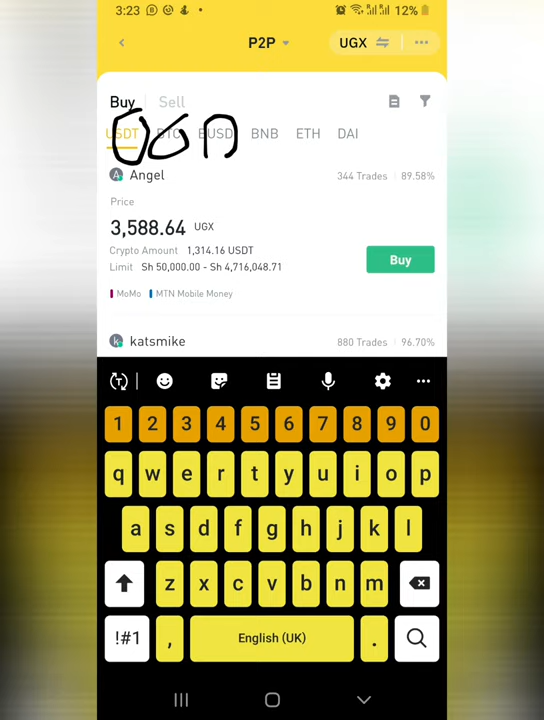 3:23 12%
P2P UGX
Buy Sell
USDT BTC BUSD BNB ETH DAI
A Angel 344 Trades 89.58%
Price
3,588.64 UGX
Crypto Amount 1,314.16 USDT
Limit Sh 50,000.00 - Sh 4,716,048.71
Buy
MoMo MTN Mobile Money
k katsmike 880 Trades 96.70%
T
1 2 3 4 5 6 7 8 9 0
q w e r t y u i o p
a s d f g h j k l
z x c v b n m
!#1 , English (UK) .